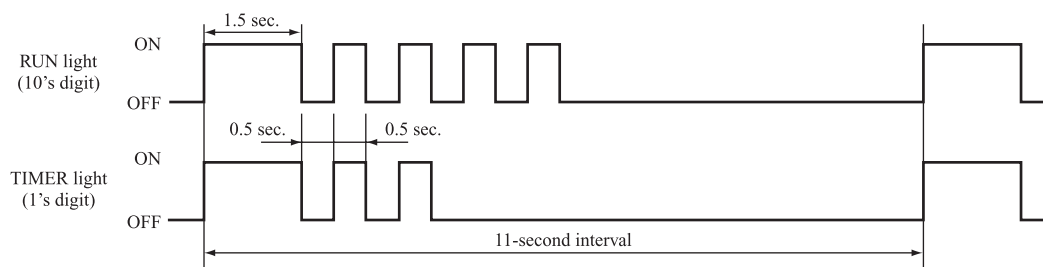 1.5 sec.
ON
RUN light
(10's digit)
OFF
0.5 sec.
0.5 sec.
ON
TIMER light
(1's digit)
OFF
11-second interval